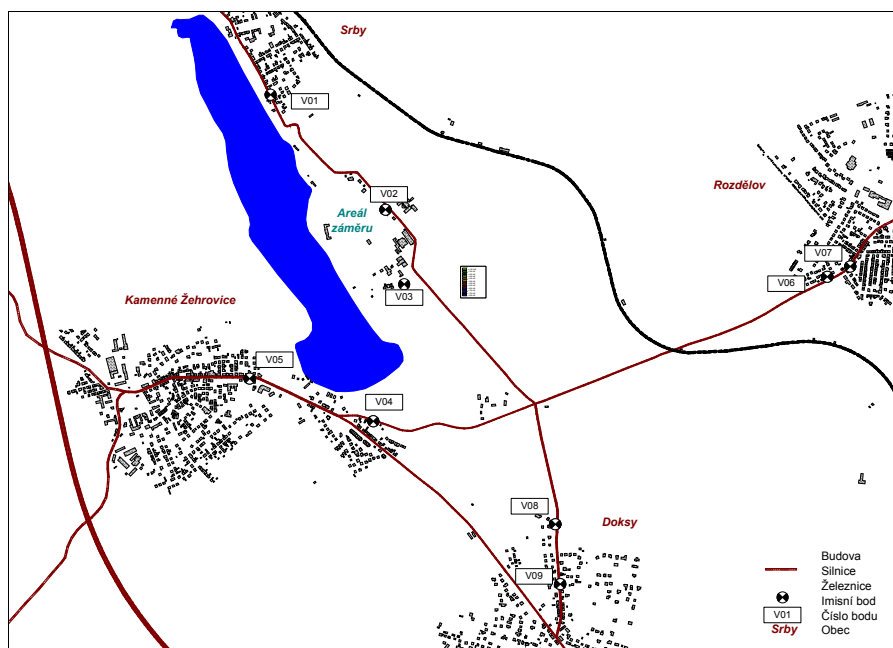 Srby
V01
V02
Rozdělov
Areál
záměru
V07
V06
V03
Kamenné Žehrovice
V05
V04
V08
Doksy
V09
Budova
Silnice
Železnice
Imisní bod
V01
Číslo bodu
Srby
Obec